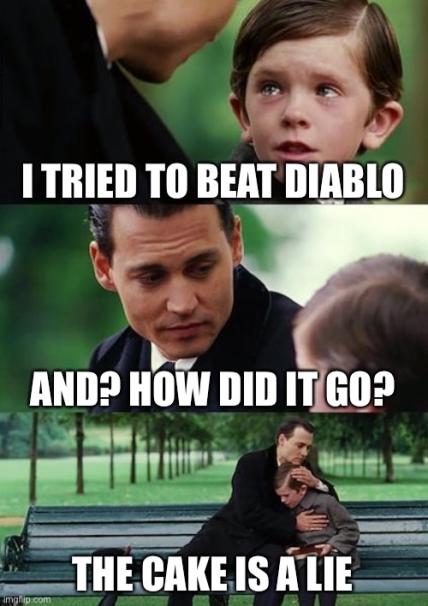 I TRIED TO BEAT DIABLO
AND? HOW DID IT GO?
THE CAKE IS A LIE
imgflip.com